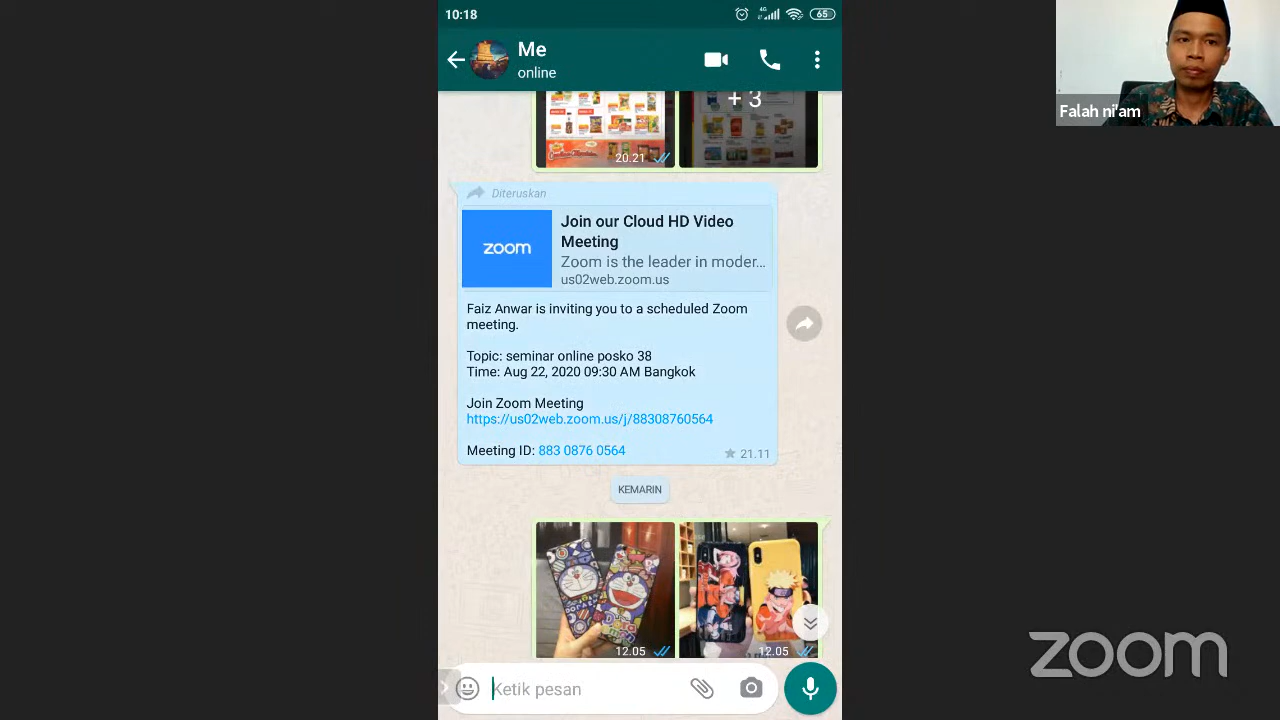 10:18
4G
65
Me
online
Falah ni'am
+ 3
20.21
Diteruskan
zoom
Join our Cloud HD Video
Meeting
Zoom is the leader in moder...
us02web.zoom.us
Faiz Anwar is inviting you to a scheduled Zoom
meeting.
Topic: seminar online posko 38
Time: Aug 22, 2020 09:30 AM Bangkok
Join Zoom Meeting
https://us02web.zoom.us/j/88308760564
Meeting ID: 883 0876 0564
21.11
KEMARIN
12.05
12.05
Ketik pesan
zoom